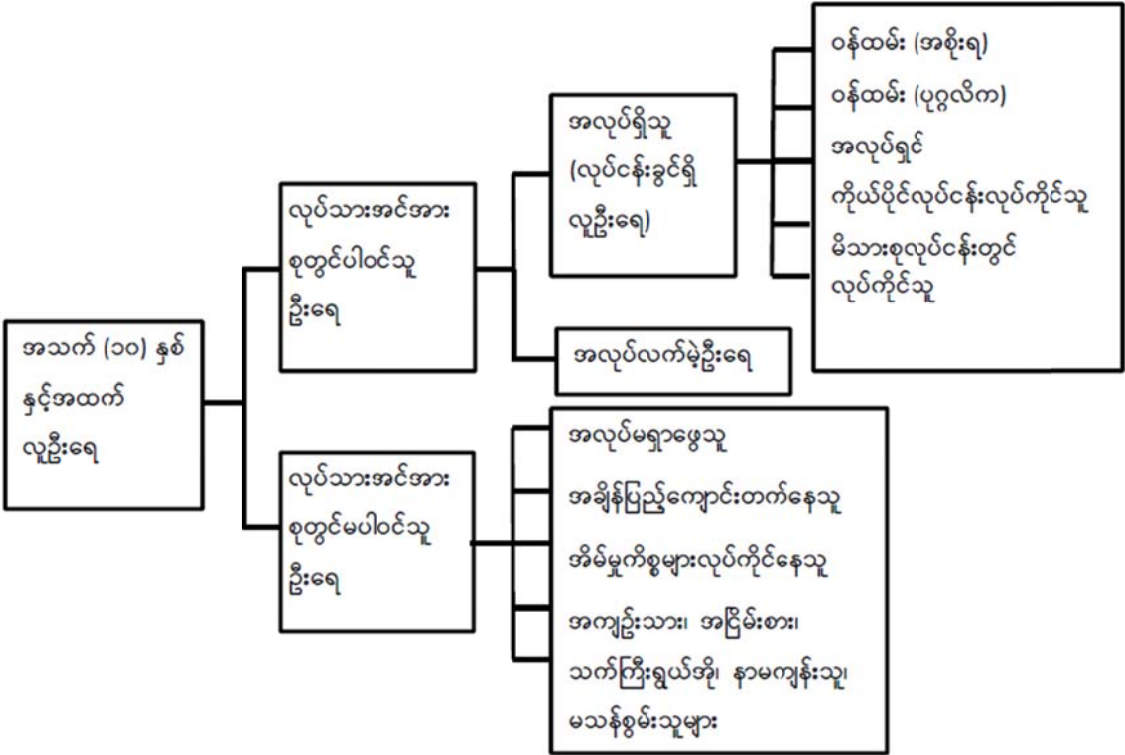 အသက် (၁၀) နှစ်
နှင့်အထက်
လူဦးရေ
လုပ်သားအင်အား
စုတွင်ပါဝင်သူ
ဦးရေ
လုပ်သားအင်အား
စုတွင်မပါဝင်သူ
ဦးရေ
အလုပ်ရှိသူ
(လုပ်ငန်းခွင်ရှိ
လူဦးရေ)
အလုပ်လက်မဲ့ဦးရေ
ဝန်ထမ်း (အစိုးရ)
ဝန်ထမ်း (ပုဂ္ဂလိက)
အလုပ်ရှင်
ကိုယ်ပိုင်လုပ်ငန်းလုပ်ကိုင်သူ
မိသားစုလုပ်ငန်းတွင်
လုပ်ကိုင်သူ
အလုပ်မရှာဖွေသူ
အချိန်ပြည့်ကျောင်းတက်နေသူ
အိမ်မှုကိစ္စများလုပ်ကိုင်နေသူ
အကျဉ်းသား၊ အငြိမ်းစား၊
သက်ကြီးရွယ်အို၊ နာမကျန်းသူ၊
မသန်စွမ်းသူများ